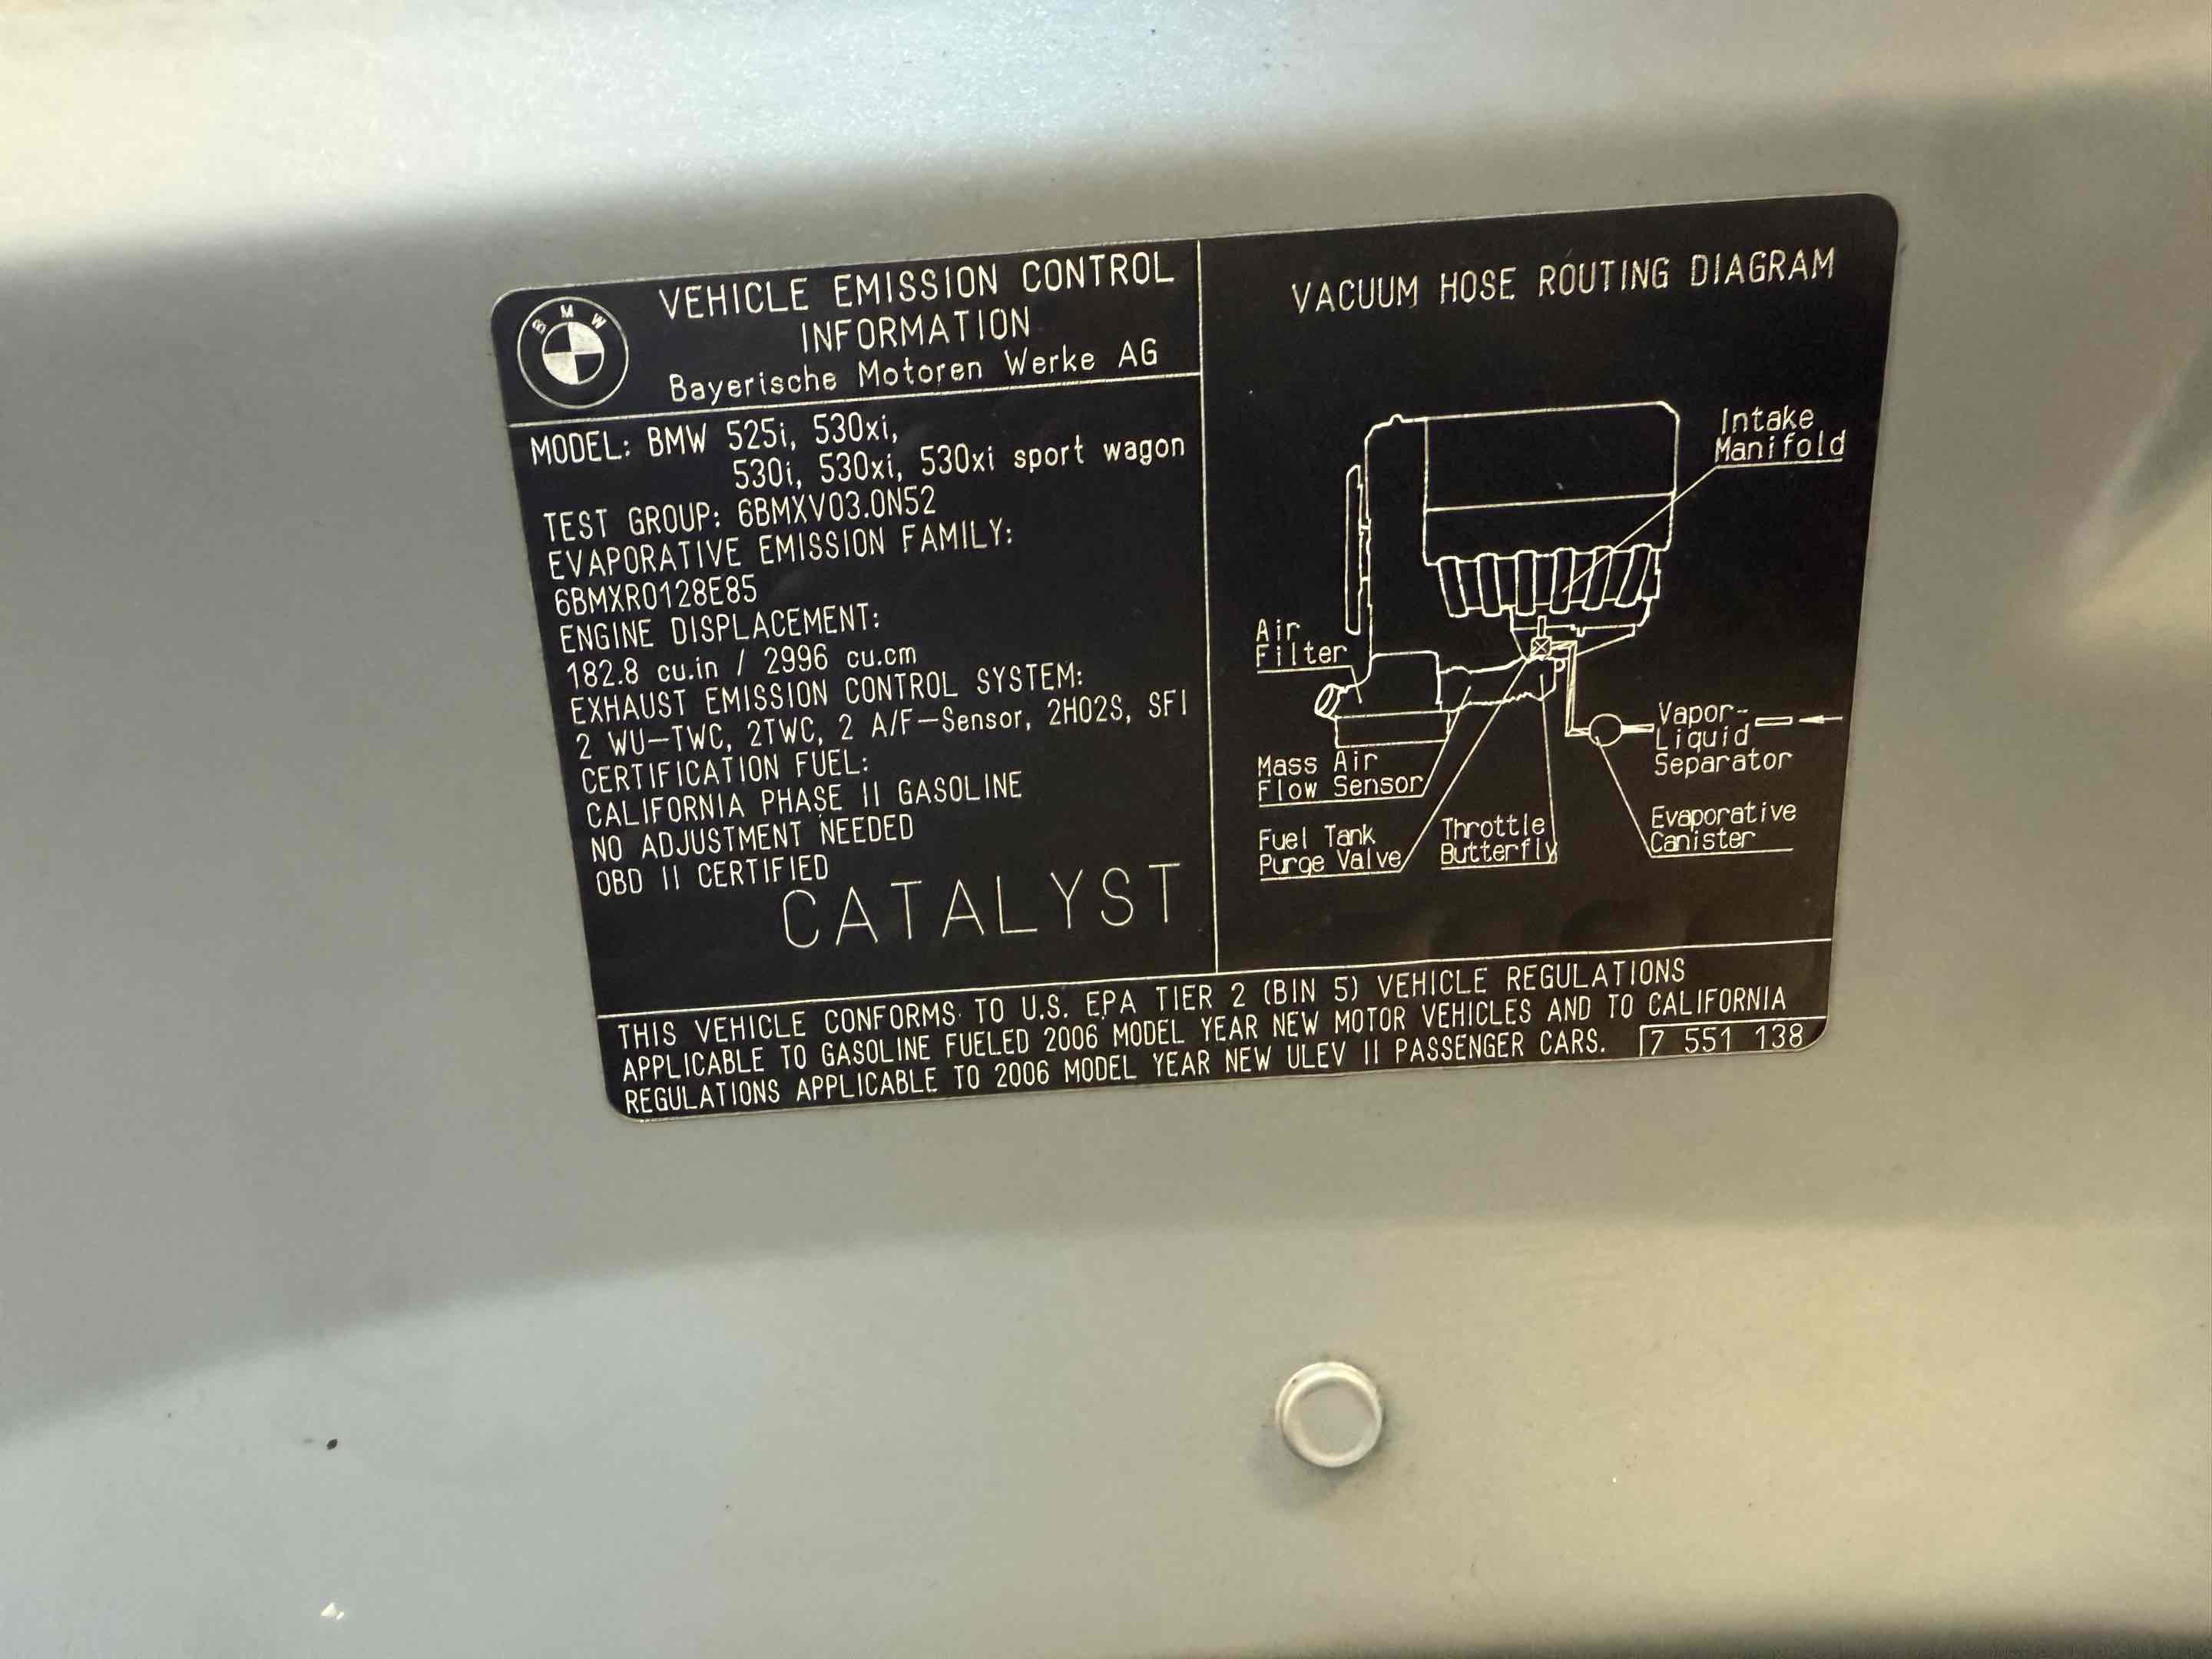 BMW
VEHICLE EMISSION CONTROL
INFORMATION
Bayerische Motoren Werke AG
MODEL: BMW 525i, 530xi,
530i, 530xi, 530xi sport wagon
TEST GROUP: 6BMXV03.0N52
EVAPORATIVE EMISSION FAMILY:
6BMXR0128E85
ENGINE DISPLACEMENT:
182.8 cu.in / 2996 cu.cm
EXHAUST EMISSION CONTROL SYSTEM:
2 WU-TWC, 2TWC, 2 A/F-Sensor, 2HO2S, SFI
CERTIFICATION FUEL:
CALIFORNIA PHASE II GASOLINE
NO ADJUSTMENT NEEDED
OBD II CERTIFIED
CATALYST
VACUUM HOSE ROUTING DIAGRAM
Intake
Manifold
Air
Filter
Vapor-
Liquid
Separator
Mass Air
Flow Sensor
Fuel Tank
Purge Valve
Throttle
Butterfly
Evaporative
Canister
THIS VEHICLE CONFORMS TO U.S. EPA TIER 2 (BIN 5) VEHICLE REGULATIONS
APPLICABLE TO GASOLINE FUELED 2006 MODEL YEAR NEW MOTOR VEHICLES AND TO CALIFORNIA
REGULATIONS APPLICABLE TO 2006 MODEL YEAR NEW ULEV II PASSENGER CARS.
7 551 138